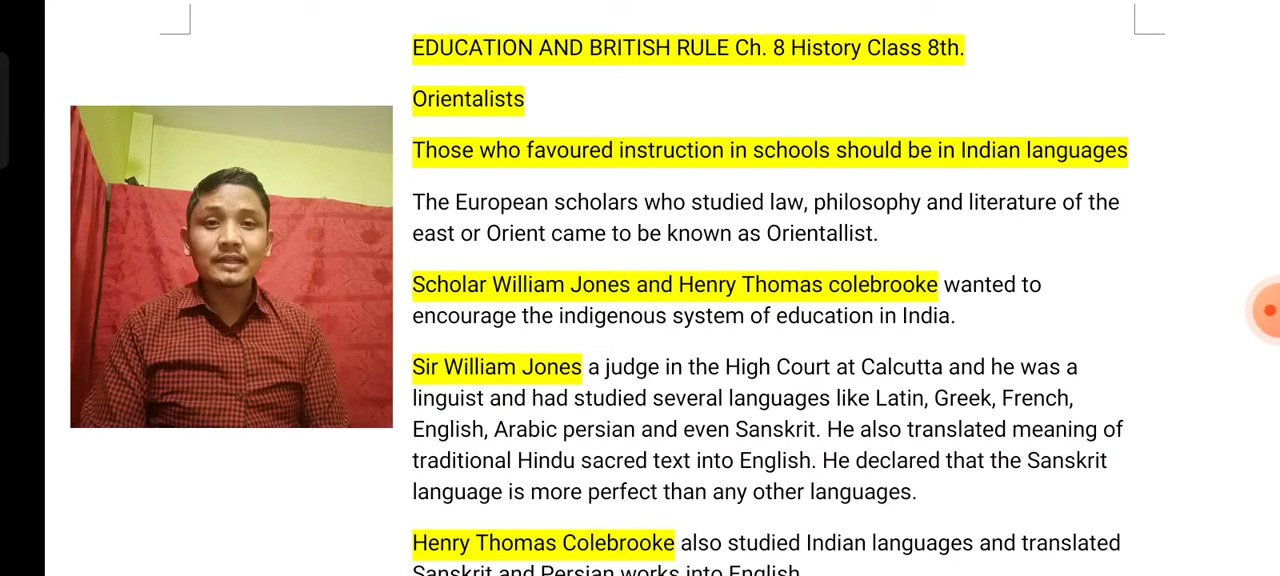 EDUCATION AND BRITISH RULE Ch. 8 History Class 8th.
Orientalists
Those who favoured instruction in schools should be in Indian languages
The European scholars who studied law, philosophy and literature of the
east or Orient came to be known as Orientallist.
Scholar William Jones and Henry Thomas colebrooke wanted to
encourage the indigenous system of education in India.
Sir William Jones a judge in the High Court at Calcutta and he was a
linguist and had studied several languages like Latin, Greek, French,
English, Arabic persian and even Sanskrit. He also translated meaning of
traditional Hindu sacred text into English. He declared that the Sanskrit
language is more perfect than any other languages.
Henry Thomas Colebrooke also studied Indian languages and translated
Sanskrit and Persian works into English